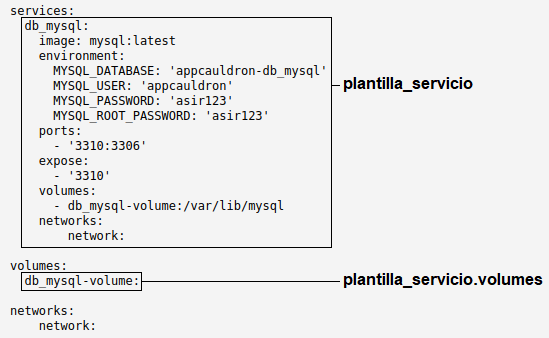 services:
db_mysql:
image: mysql:latest
environment:
MYSQL_DATABASE: 'appcauldron-db_mysql'
MYSQL_USER: 'appcauldron'
plantilla_servicio
MYSQL_PASSWORD: 'asir123'
MYSQL_ROOT_PASSWORD: 'asir123'
ports:
- '3310:3306'
expose:
- '3310'
volumes:
- db_mysql-volume:/var/lib/mysql
networks:
network:
volumes:
db_mysql-volume:
plantilla_servicio.volumes
networks:
network: